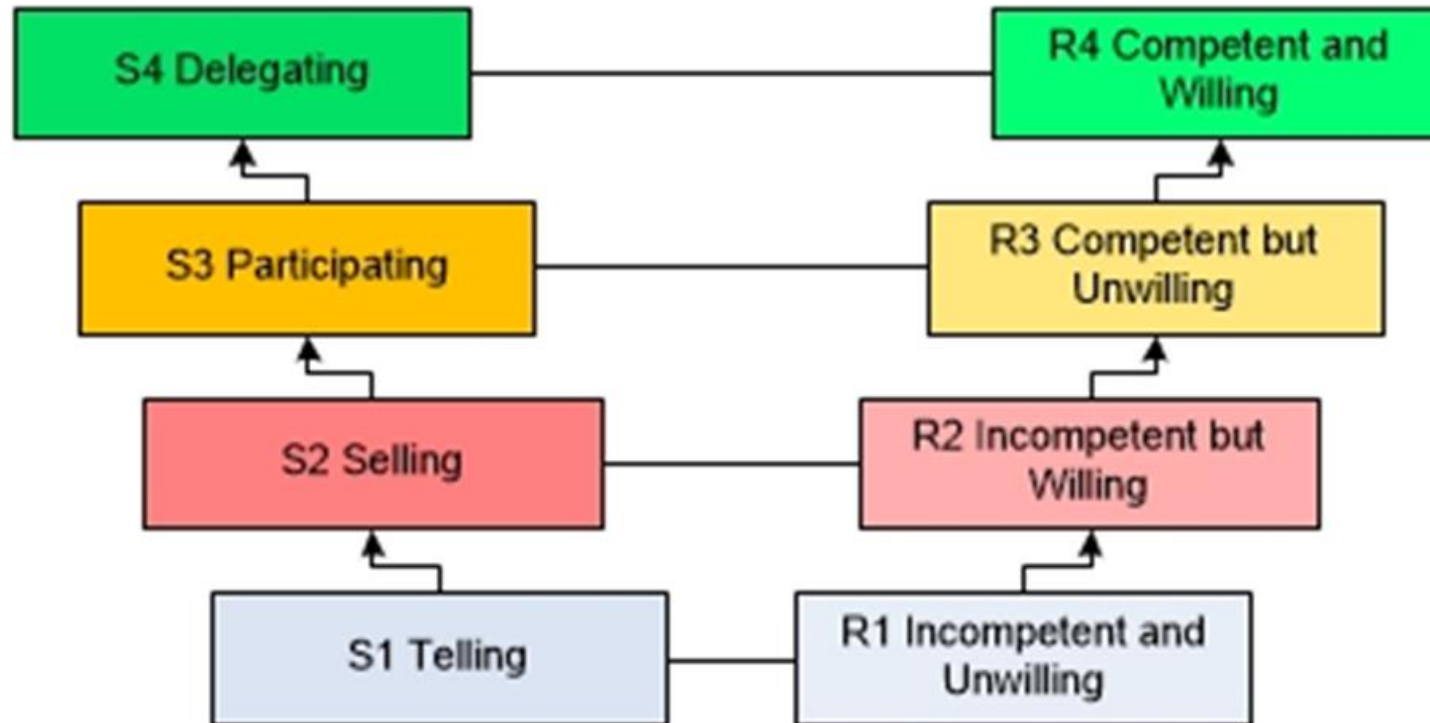 S4 Delegating
R4 Competent and
Willing
S3 Participating
R3 Competent but
Unwilling
S2 Selling
R2 Incompetent but
Willing
S1 Telling
R1 Incompetent and
Unwilling